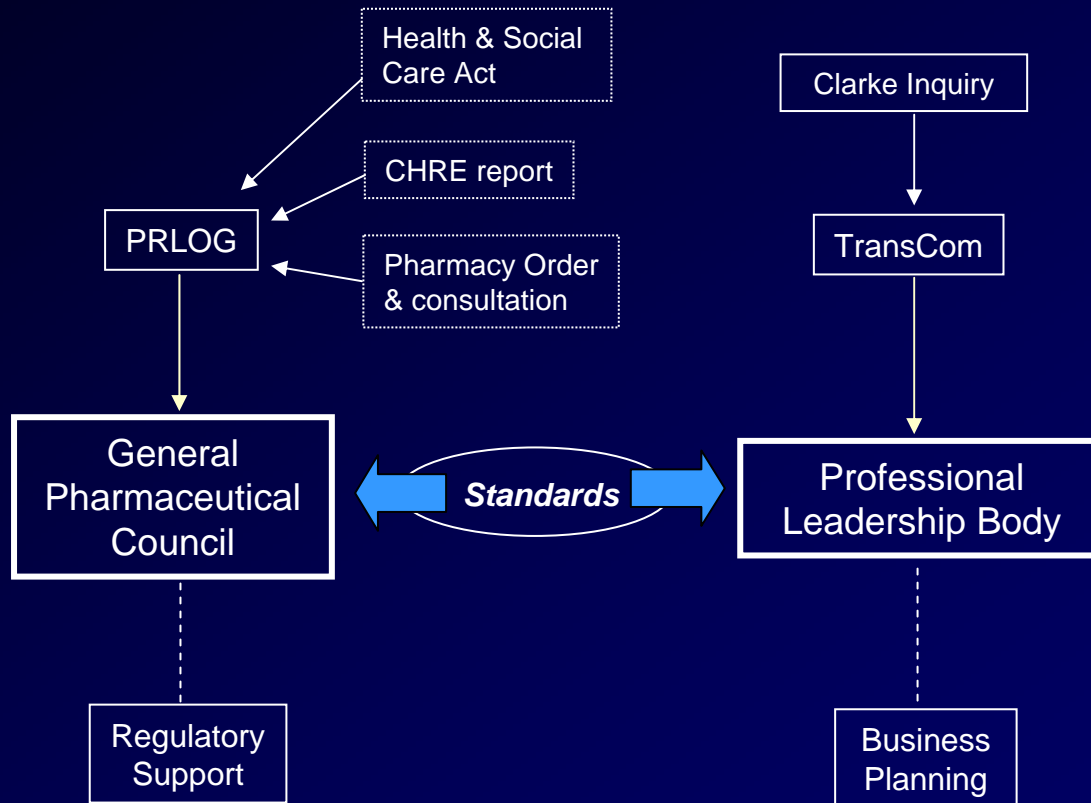 Health & Social
Care Act
Clarke Inquiry
CHRE report
PRLOG
TransCom
Pharmacy Order
& consultation
General
Pharmaceutical
Council
Standards
Professional
Leadership Body
Regulatory
Support
Business
Planning